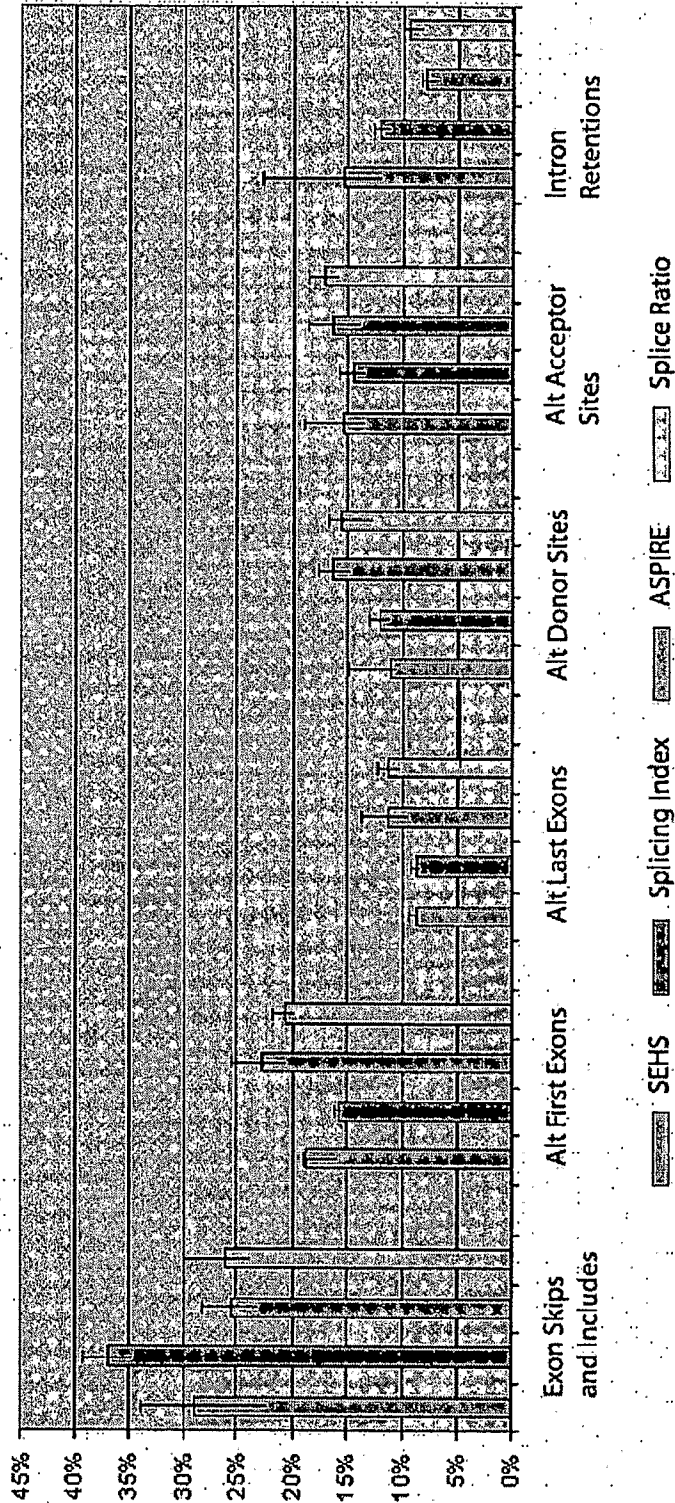 45%
40%
35%
30%
25%
20%
15%
10%
5%
0%
Exon Skips
and Includes
Alt First Exons
Alt Last Exons
Alt Donor Sites
Alt Acceptor
Sites
Intron
Retentions
SEHS
Splicing Index
ASPIRE
Splice Ratio